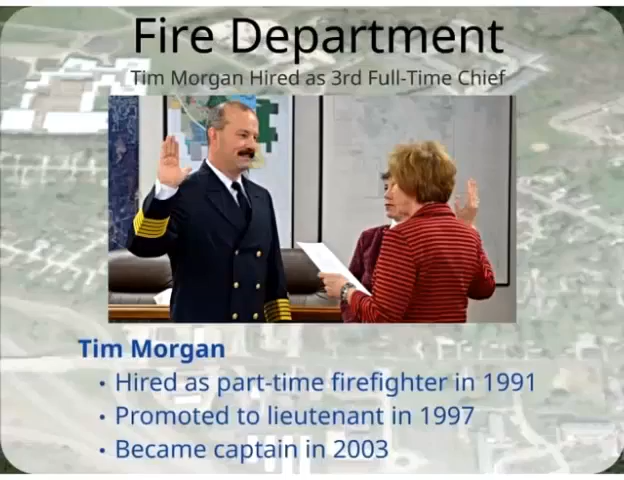 Fire Department
Tim Morgan Hired as 3rd Full-Time Chief
Tim Morgan
• Hired as part-time firefighter in 1991
• Promoted to lieutenant in 1997
• Became captain in 2003